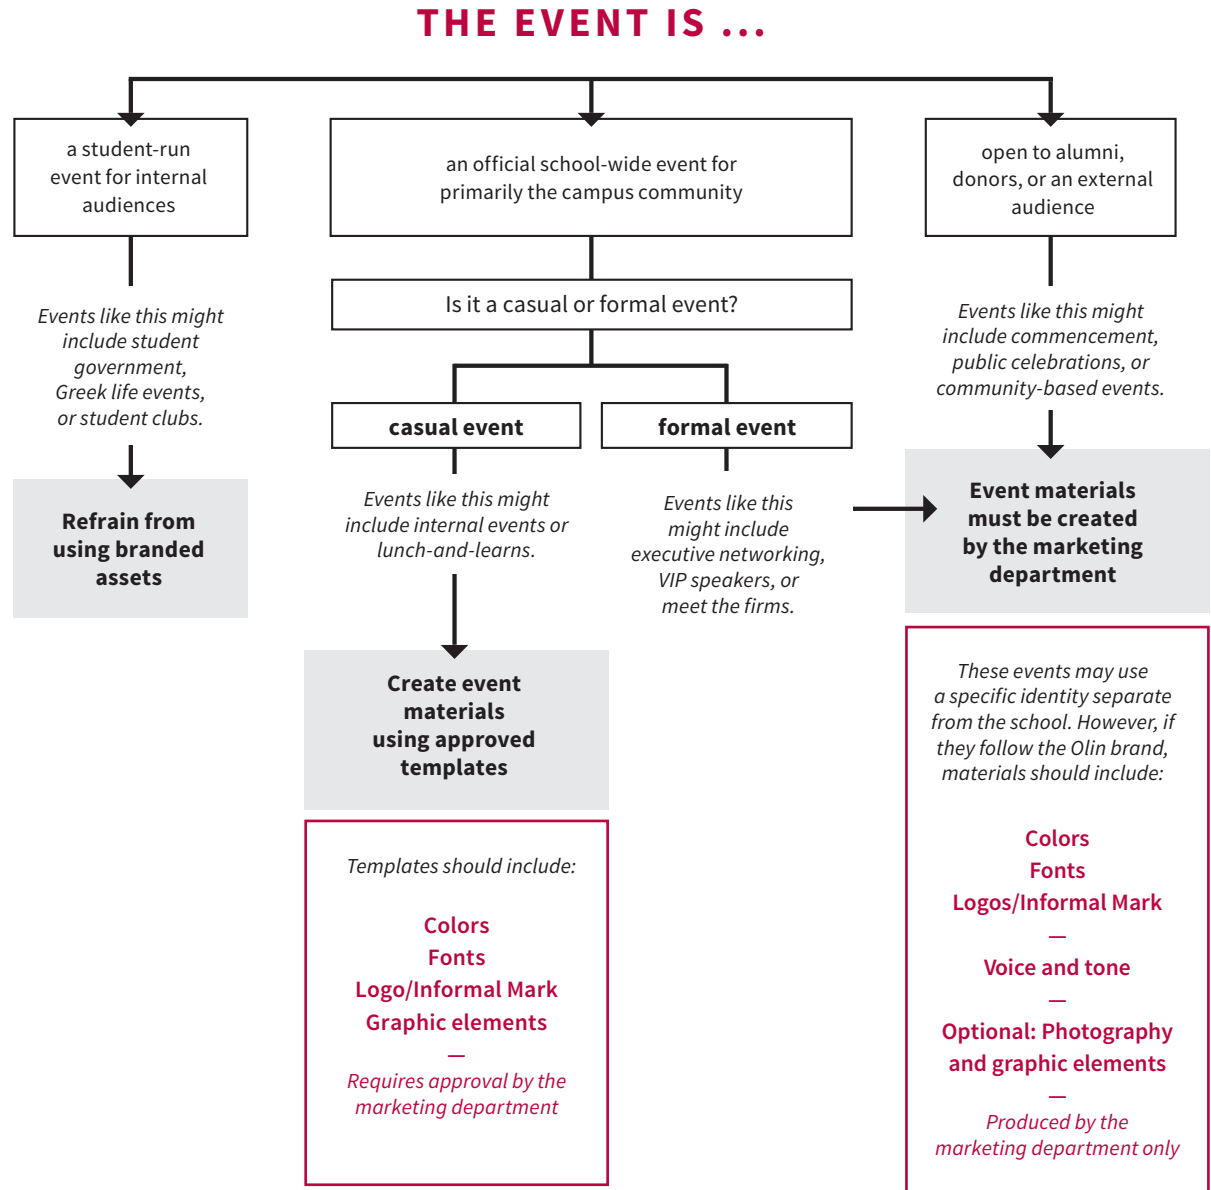 THE EVENT IS ...
a student-run
event for internal
audiences
Events like this might
include student
government,
Greek life events,
or student clubs.
Refrain from
using branded
assets
an official school-wide event for
primarily the campus community
Is it a casual or formal event?
casual event
Events like this might
include internal events or
lunch-and-learns.
Create event
materials
using approved
templates
Templates should include:
Colors
Fonts
Logo/Informal Mark
Graphic elements
—
Requires approval by the
marketing department
formal event
Events like this
might include
executive networking,
VIP speakers, or
meet the firms.
open to alumni,
donors, or an external
audience
Events like this might
include commencement,
public celebrations, or
community-based events.
Event materials
must be created
by the marketing
department
These events may use
a specific identity separate
from the school. However, if
they follow the Olin brand,
materials should include:
Colors
Fonts
Logos/Informal Mark
—
Voice and tone
—
Optional: Photography
and graphic elements
—
Produced by the
marketing department only